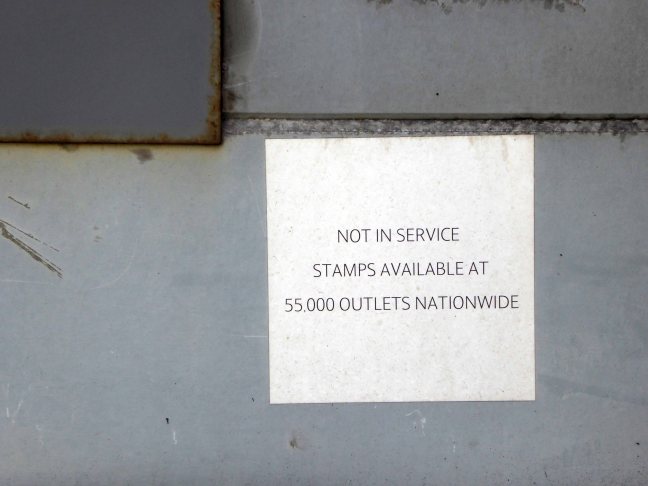 NOT IN SERVICE
STAMPS AVAILABLE AT
55,000 OUTLETS NATIONWIDE